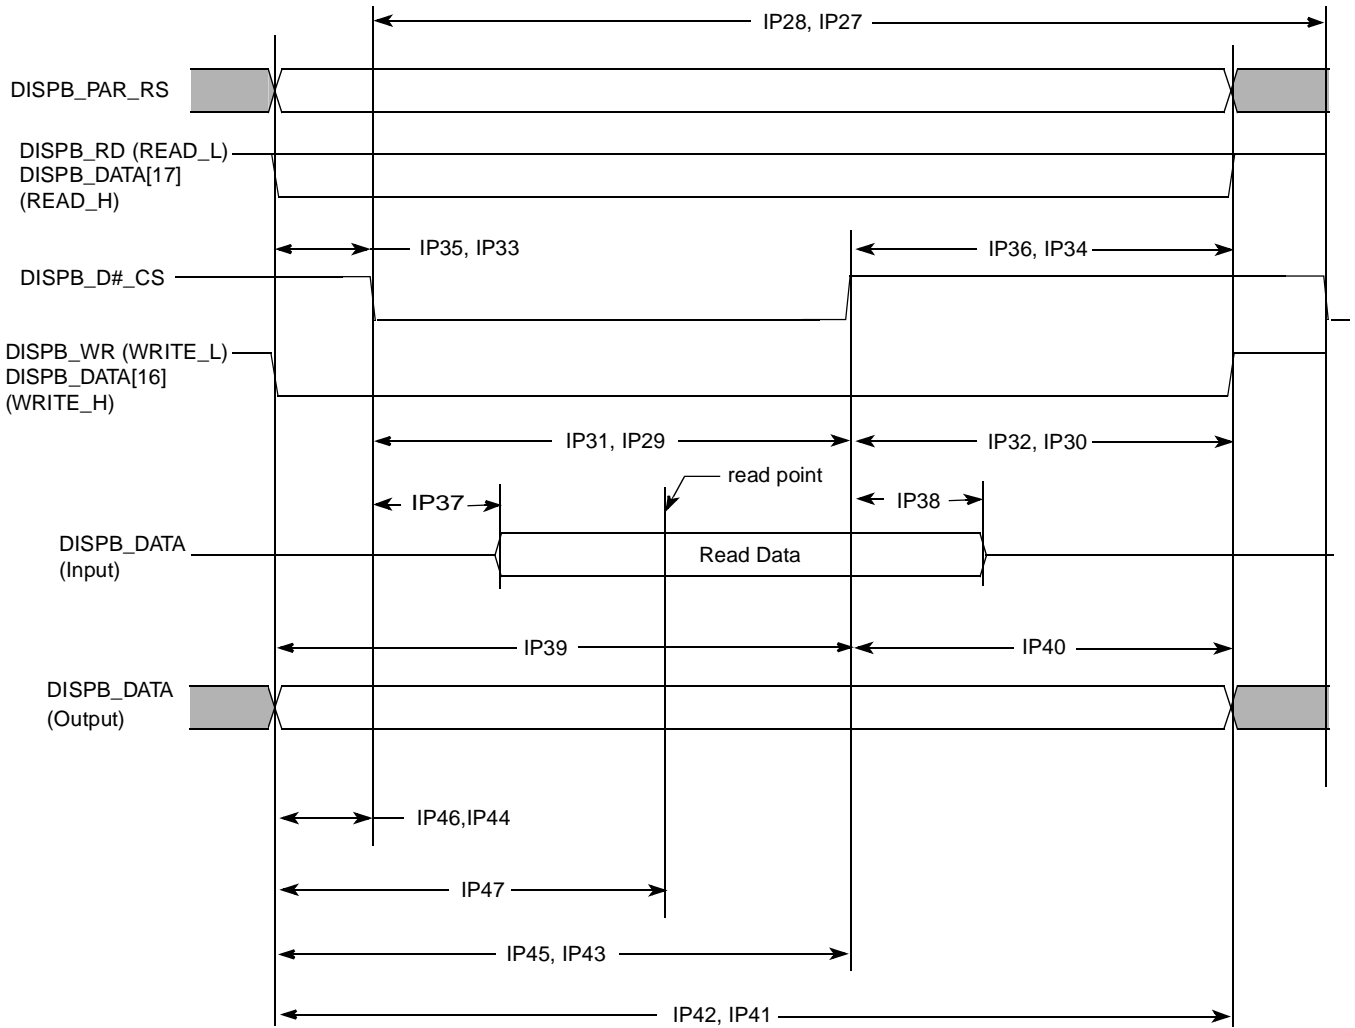 IP28, IP27
DISPB_PAR_RS
DISPB_RD (READ_L)
DISPB_DATA[17]
(READ_H)
IP35, IP33
IP36, IP34
DISPB_D#_CS
DISPB_WR (WRITE_L)
DISPB_DATA[16]
(WRITE_H)
IP31, IP29
IP32, IP30
read point
IP37
IP38
DISPB_DATA
(Input)
Read Data
IP39
IP40
DISPB_DATA
(Output)
IP46,IP44
IP47
IP45, IP43
IP42, IP41